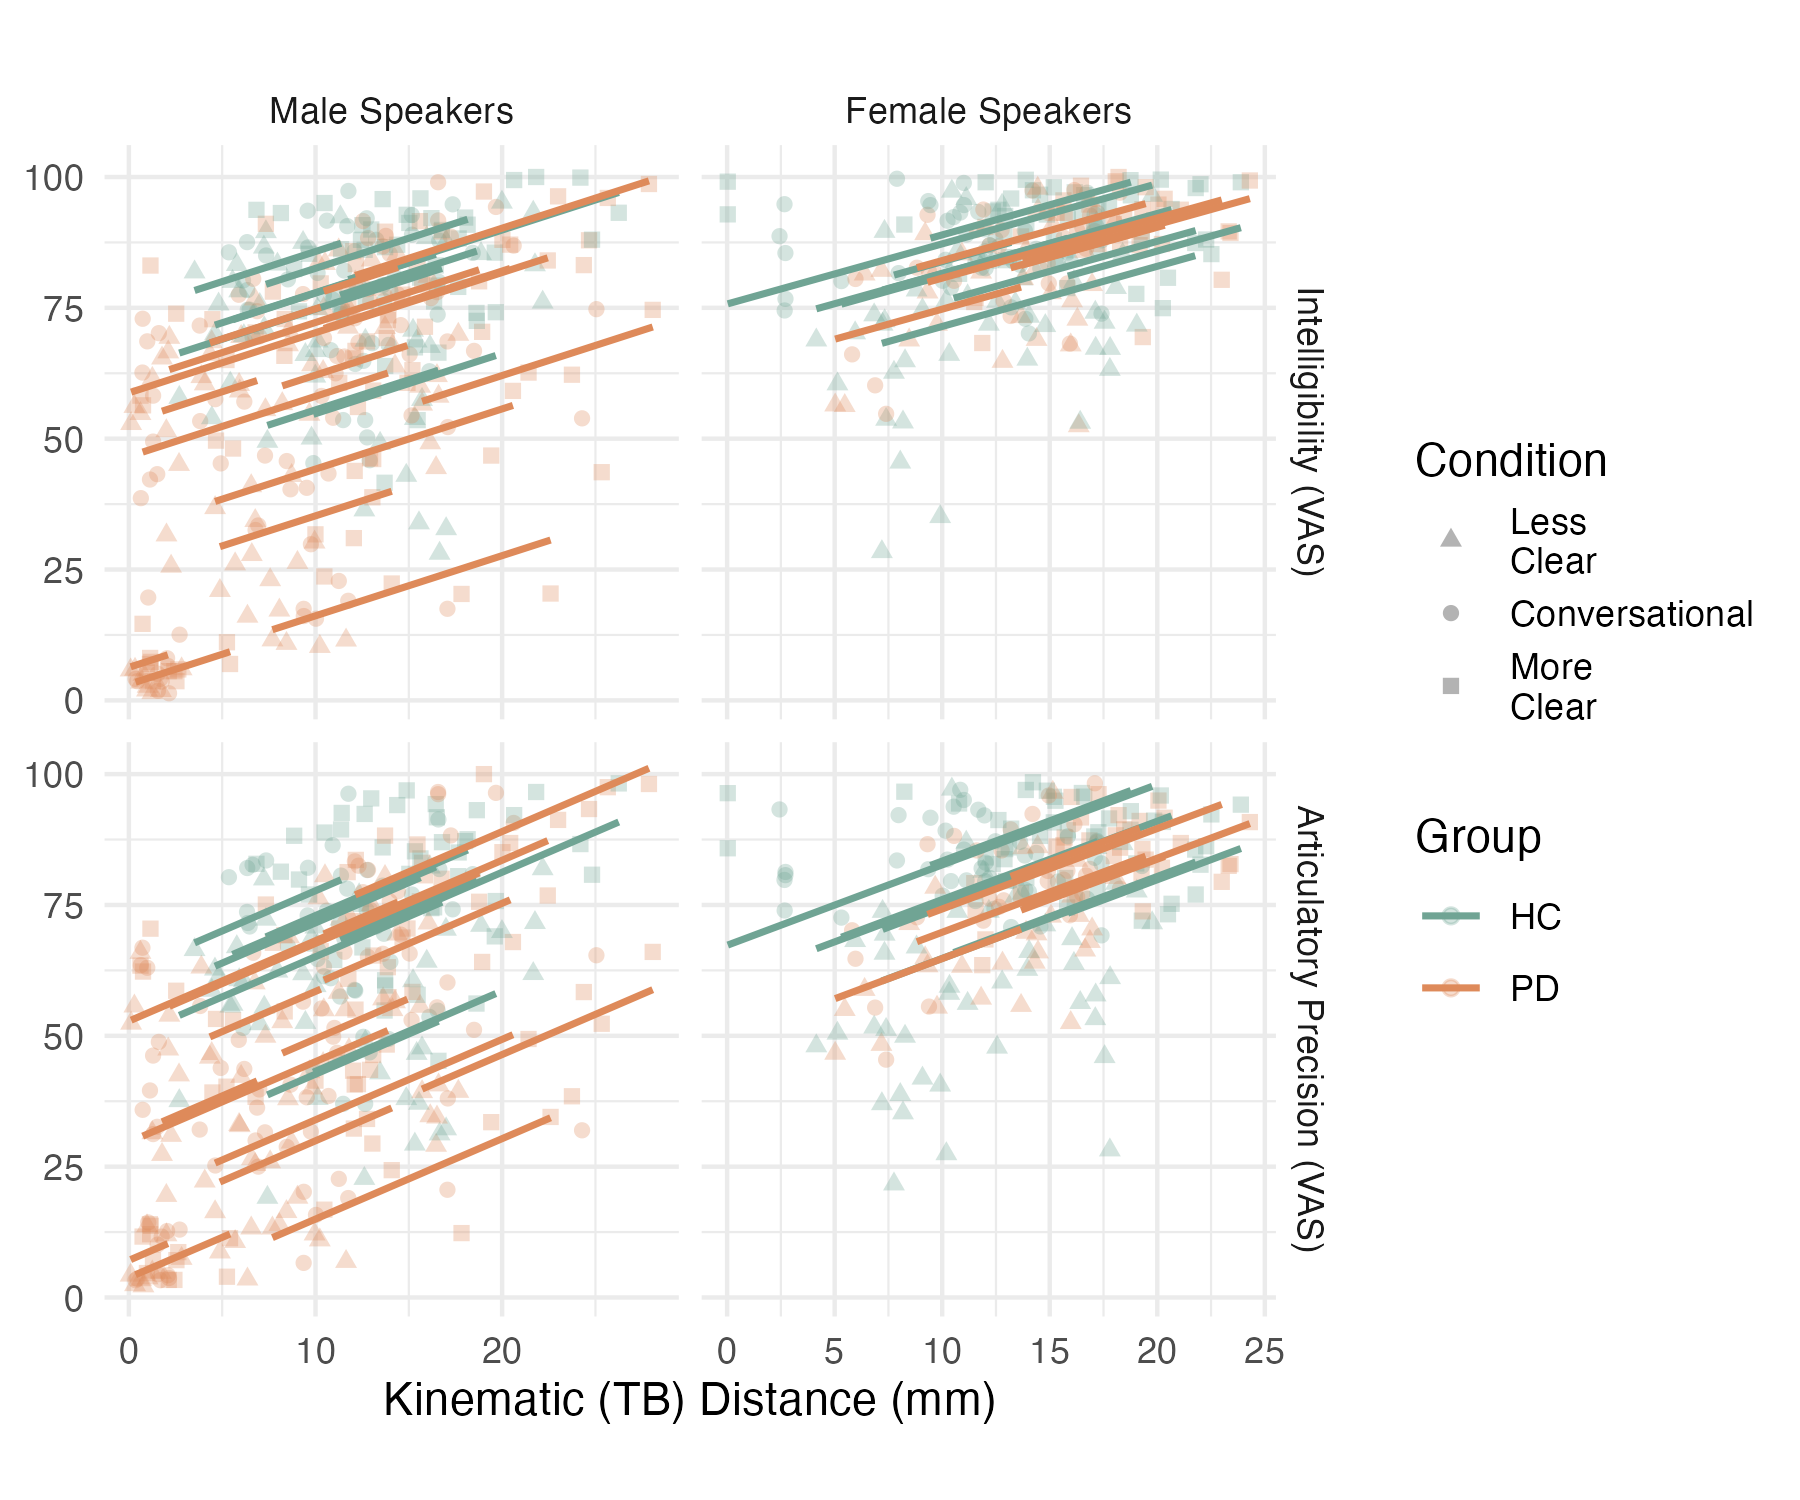 Male Speakers
Female Speakers
100
75
50
25
0
Intelligibility (VAS)
100
75
50
25
0
Articulatory Precision (VAS)
0
10
20
0
5
10
15
20
25
Kinematic (TB) Distance (mm)
Condition
Less
Clear
Conversational
More
Clear
Group
HC
PD